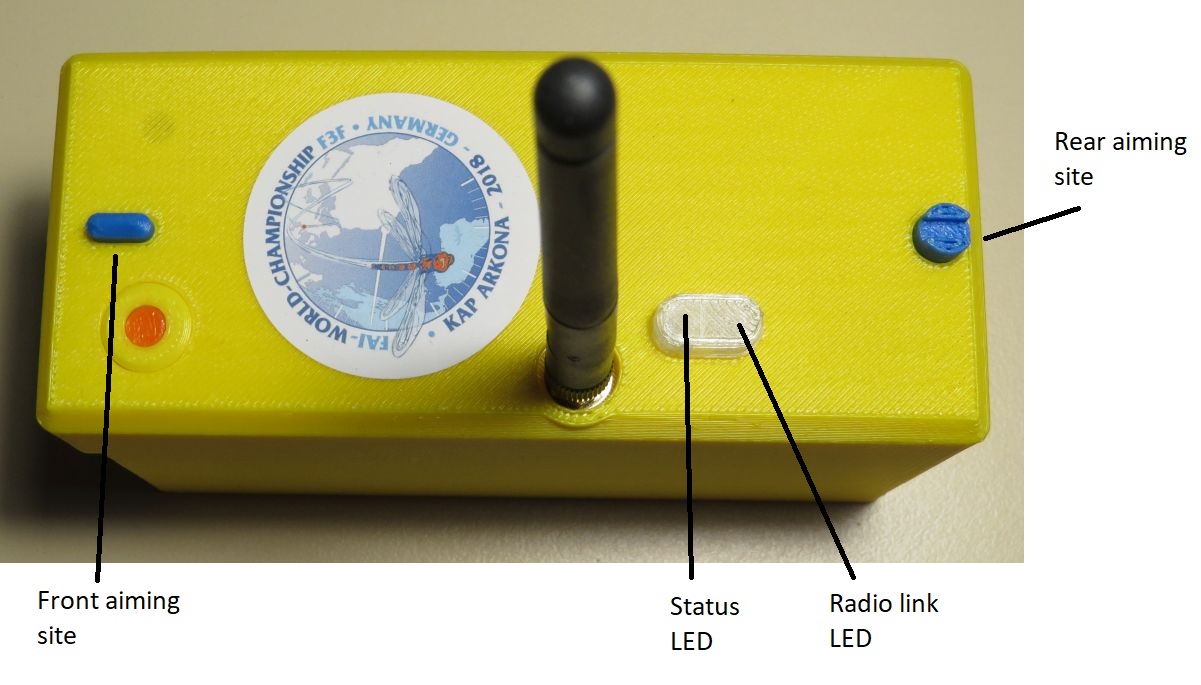 FAI-WORLD-CHAMPIONSHIP F3F • GERMANY •
KAP ARKONA - 2018 -
Rear aiming
site
Front aiming
site
Status
LED
Radio link
LED